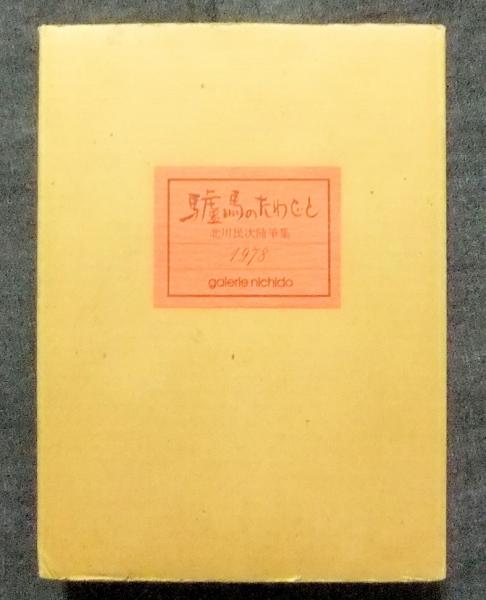 驢馬のたわごと
北川民次随筆集
1978
galerie nichido